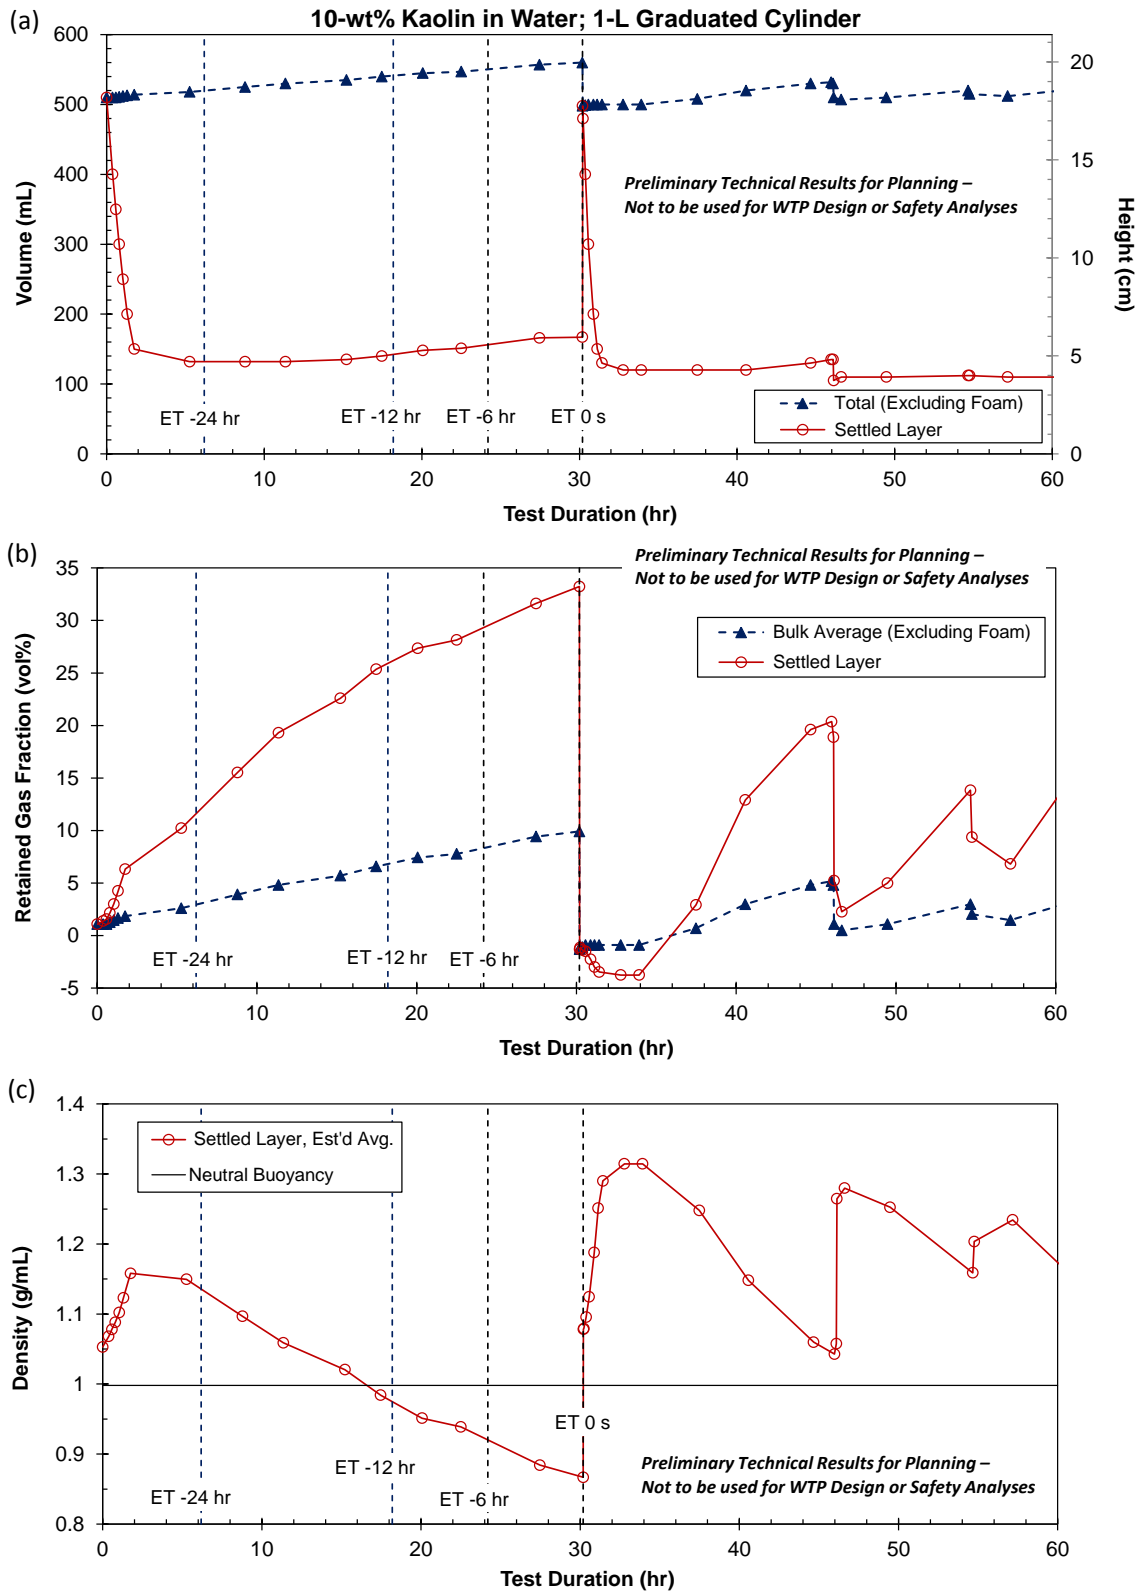 (a)
10-wt% Kaolin in Water; 1-L Graduated Cylinder
600
500
400
300
200
100
0
Volume (mL)
20
15
10
5
0
Height (cm)
Preliminary Technical Results for Planning –
Not to be used for WTP Design or Safety Analyses
ET -24 hr
ET -12 hr
ET -6 hr
ET 0 s
Total (Excluding Foam)
Settled Layer
0 10 20 30 40 50 60
Test Duration (hr)
(b)
Preliminary Technical Results for Planning –
Not to be used for WTP Design or Safety Analyses
35
30
25
20
15
10
5
0
-5
Retained Gas Fraction (vol%)
Bulk Average (Excluding Foam)
Settled Layer
ET -24 hr
ET -12 hr
ET -6 hr
ET 0 s
0 10 20 30 40 50 60
Test Duration (hr)
(c)
1.4
1.3
1.2
1.1
1
0.9
0.8
Density (g/mL)
Settled Layer, Est'd Avg.
Neutral Buoyancy
ET 0 s
ET -12 hr
ET -6 hr
ET -24 hr
Preliminary Technical Results for Planning –
Not to be used for WTP Design or Safety Analyses
0 10 20 30 40 50 60
Test Duration (hr)